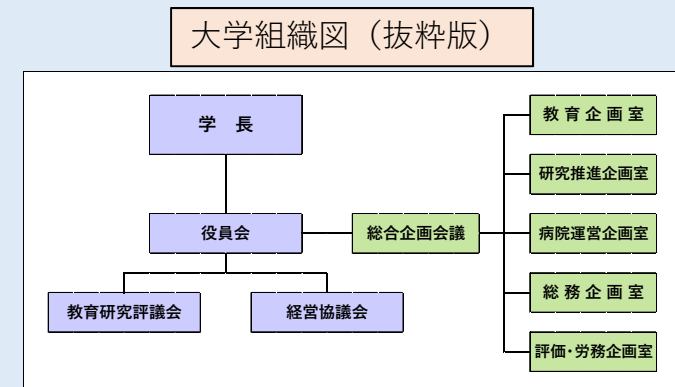 大学組織図（抜粋版）
学　長
教 育 企 画 室
研究推進企画室
役員会
総合企画会議
病院運営企画室
総 務 企 画 室
教育研究評議会
経営協議会
評価･労務企画室